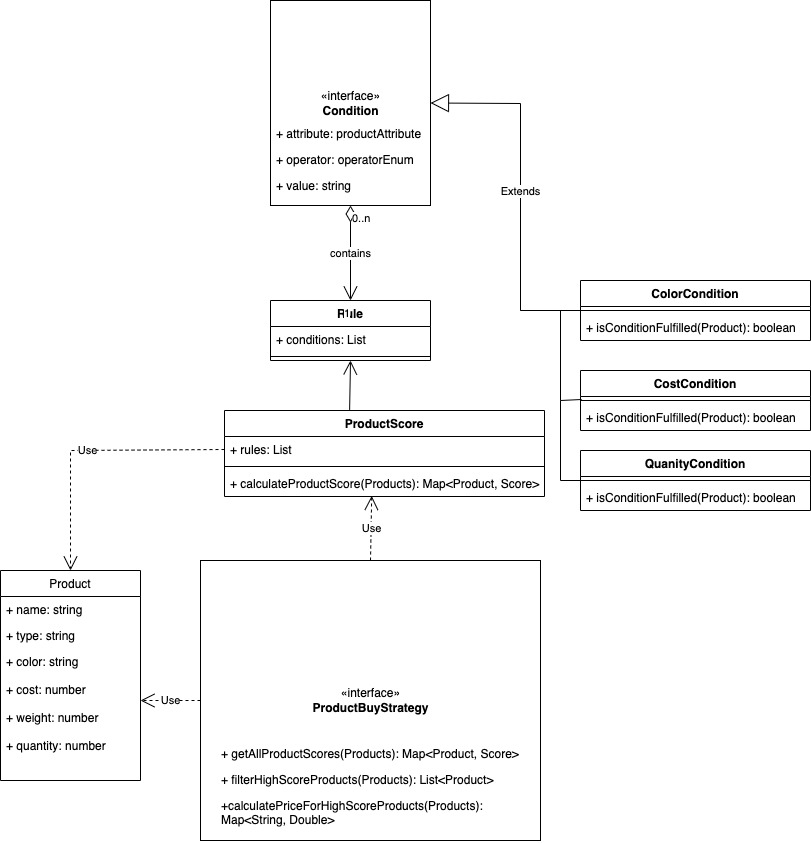 «interface»
Condition
+ attribute: productAttribute
+ operator: operatorEnum
+ value: string
Extends
0..n
contains
ColorCondition
+ isConditionFulfilled(Product): boolean
Rule
1
+ conditions: List
CostCondition
+ isConditionFulfilled(Product): boolean
ProductScore
+ rules: List
Use
+ calculateProductScore(Products): Map<Product, Score>
QuanityCondition
+ isConditionFulfilled(Product): boolean
Use
Product
+ name: string
+ type: string
+ color: string
+ cost: number
+ weight: number
+ quantity: number
Use
«interface»
ProductBuyStrategy
+ getAllProductScores(Products): Map<Product, Score>
+ filterHighScoreProducts(Products): List<Product>
+calculatePriceForHighScoreProducts(Products):
Map<String, Double>